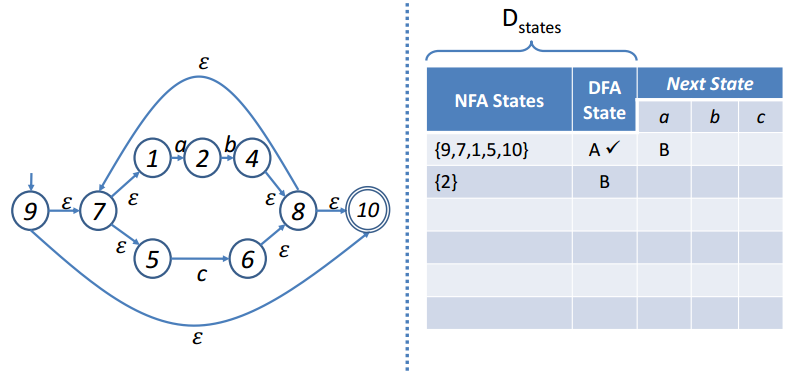 D states
NFA States DFA State Next State
a b c
{9,7,1,5,10} A ✓ B
{2} B
ε
a b
1 2 4
ε ε
9 ε 7 8 ε 10
ε ε
5 6
c
ε